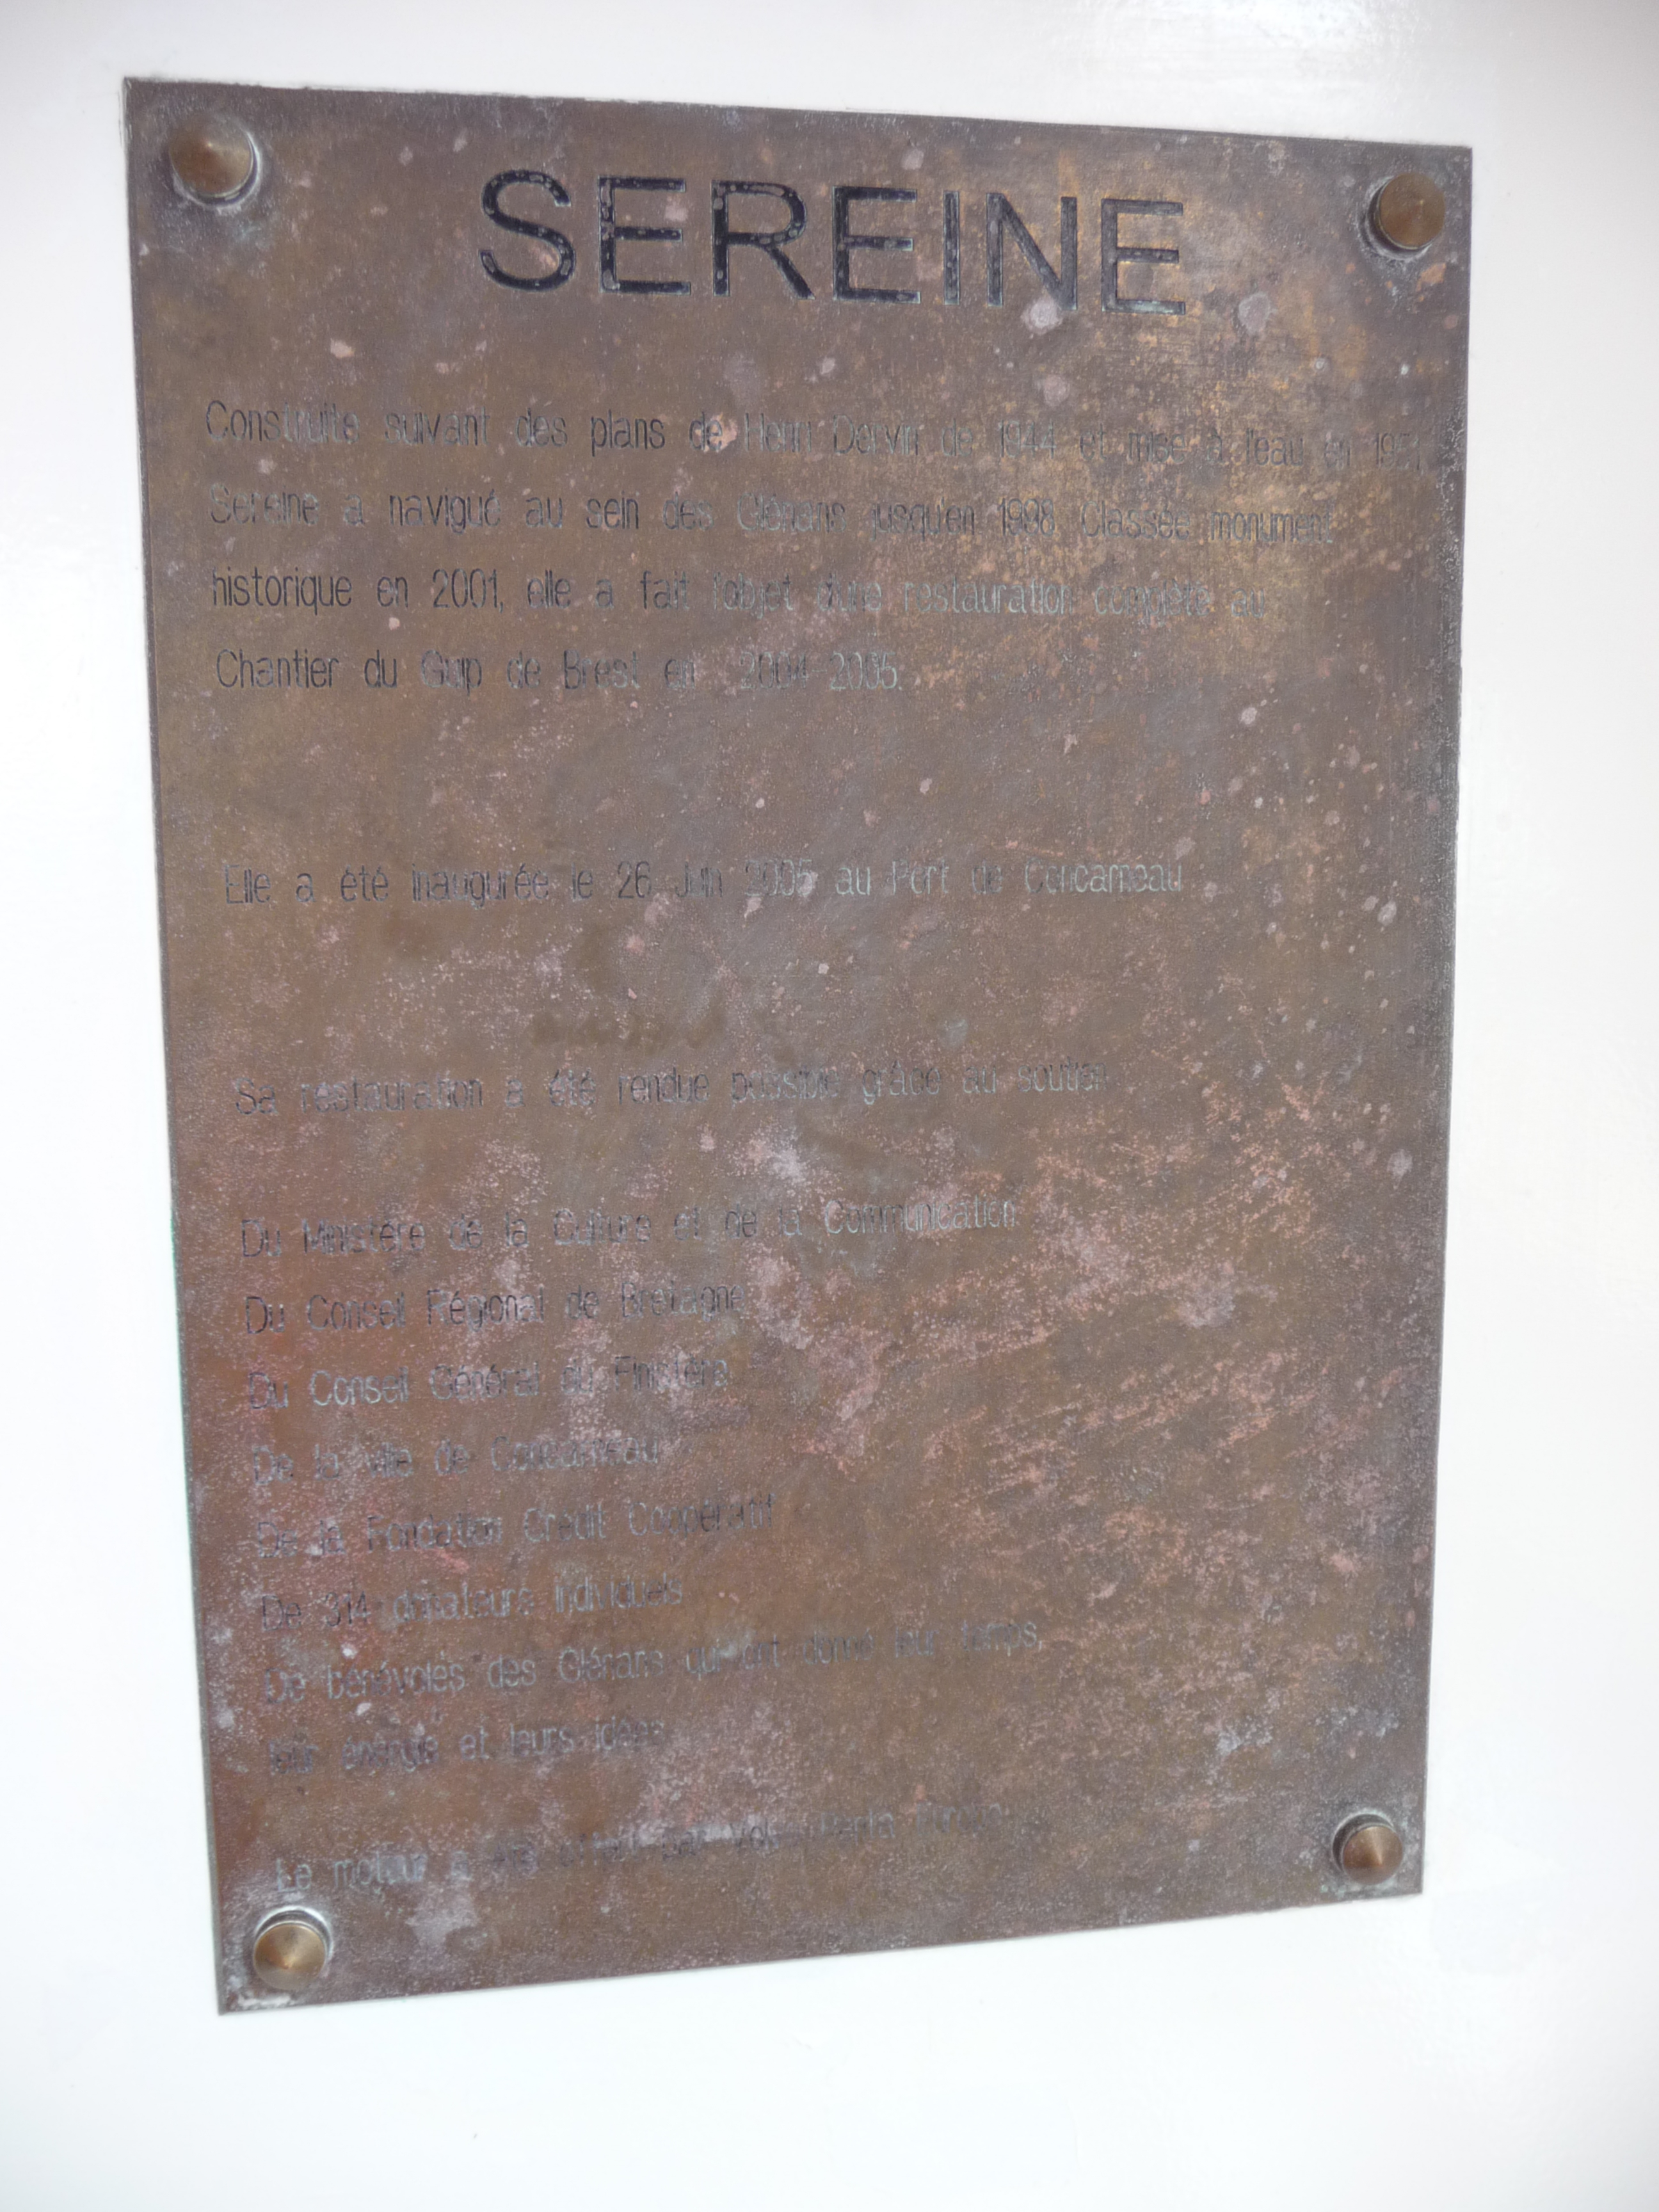 SEREINE
Construite suivant des plans de Henri Dervin de 1944 et mise à l'eau en
Sereine a navigué au sein des Glénans jusqu'en 1998. Classée monument
historique en 2001, elle a fait l'objet d'une restauration complète au
Chantier du Guip de Brest en 2004-2005.
Elle a été inaugurée le 26 Juin 2005 au Port de Concarneau
Sa restauration a été rendue possible grâce au soutien
Du Ministère de la Culture et de la Communication
Du Conseil Régional de Bretagne
Du Conseil Général du Finistère
De la ville de Concarneau
De la Fondation Crédit Coopératif
De 314 donateurs individuels
De bénévoles des Glénans qui ont donné leur temps,
leur énergie et leurs idées
Le moteur a été offert par